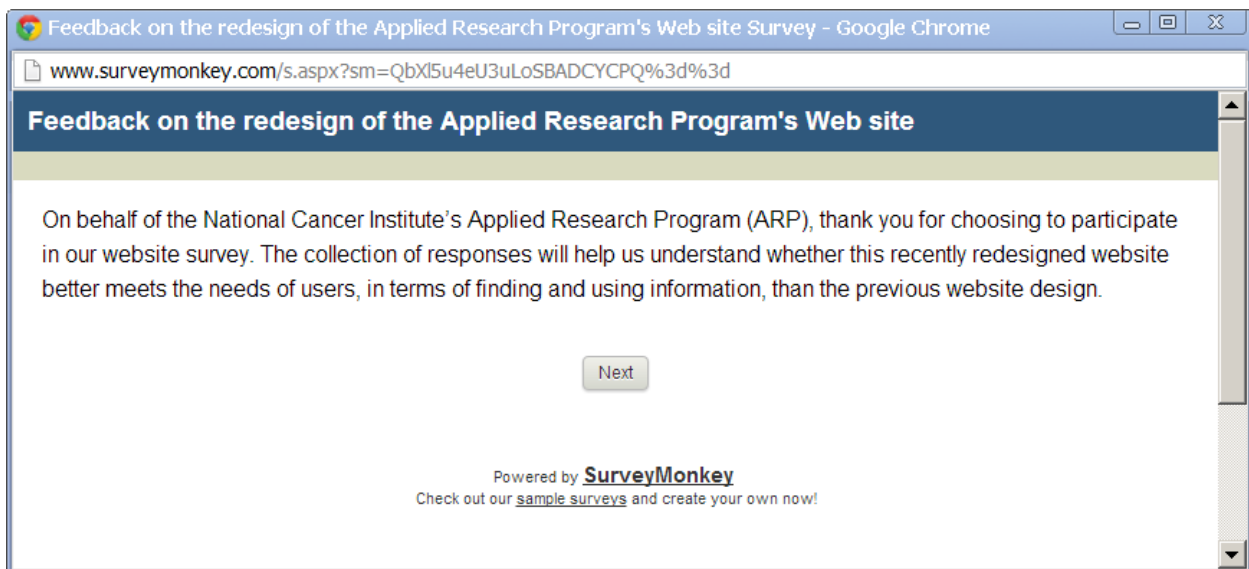 Feedback on the redesign of the Applied Research Program's Web site Survey - Google Chrome
www.surveymonkey.com/s.aspx?sm=QbXl5u4eU3uLoSBADCYCPQ%3d%3d
Feedback on the redesign of the Applied Research Program's Web site
On behalf of the National Cancer Institute’s Applied Research Program (ARP), thank you for choosing to participate
in our website survey. The collection of responses will help us understand whether this recently redesigned website
better meets the needs of users, in terms of finding and using information, than the previous website design.
Next
Powered by SurveyMonkey
Check out our sample surveys and create your own now!